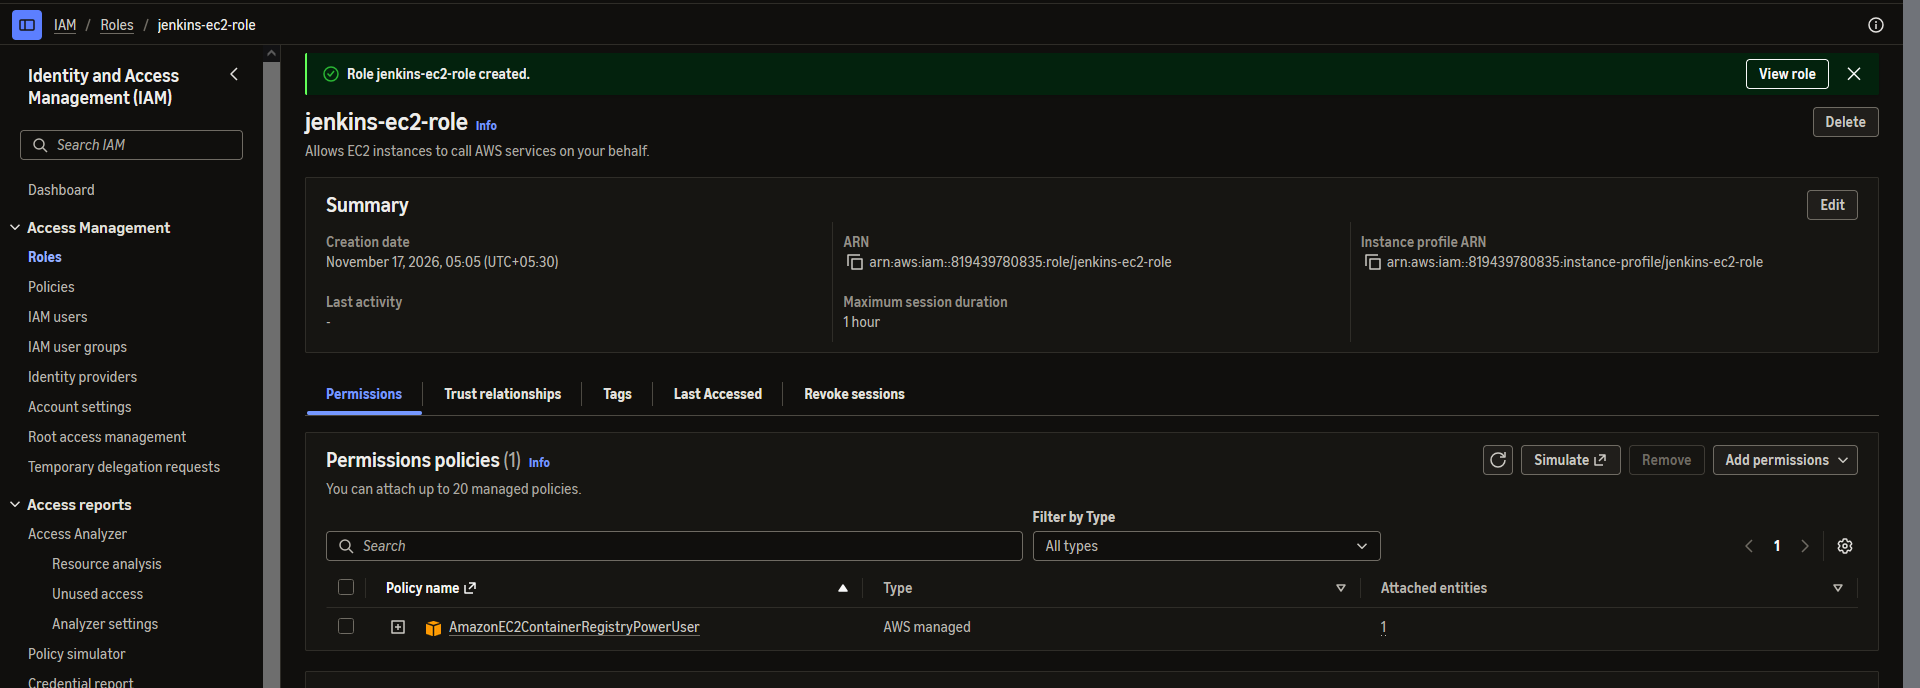 IAM / Roles / jenkins-ec2-role
Identity and Access
Management (IAM)
Search IAM
Dashboard
Access Management
Roles
Policies
IAM users
IAM user groups
Identity providers
Account settings
Root access management
Temporary delegation requests
Access reports
Access Analyzer
Resource analysis
Unused access
Analyzer settings
Policy simulator
Credential report
Role jenkins-ec2-role created.
View role
jenkins-ec2-role Info
Delete
Allows EC2 instances to call AWS services on your behalf.
Summary
Edit
Creation date
November 17, 2026, 05:05 (UTC+05:30)
Last activity
-
ARN
arn:aws:iam::819439780835:role/jenkins-ec2-role
Maximum session duration
1 hour
Instance profile ARN
arn:aws:iam::819439780835:instance-profile/jenkins-ec2-role
Permissions Trust relationships Tags Last Accessed Revoke sessions
Permissions policies (1) Info
Simulate Remove Add permissions
You can attach up to 20 managed policies.
Filter by Type
Search
All types
1
Policy name Type Attached entities
AmazonEC2ContainerRegistryPowerUser AWS managed 1